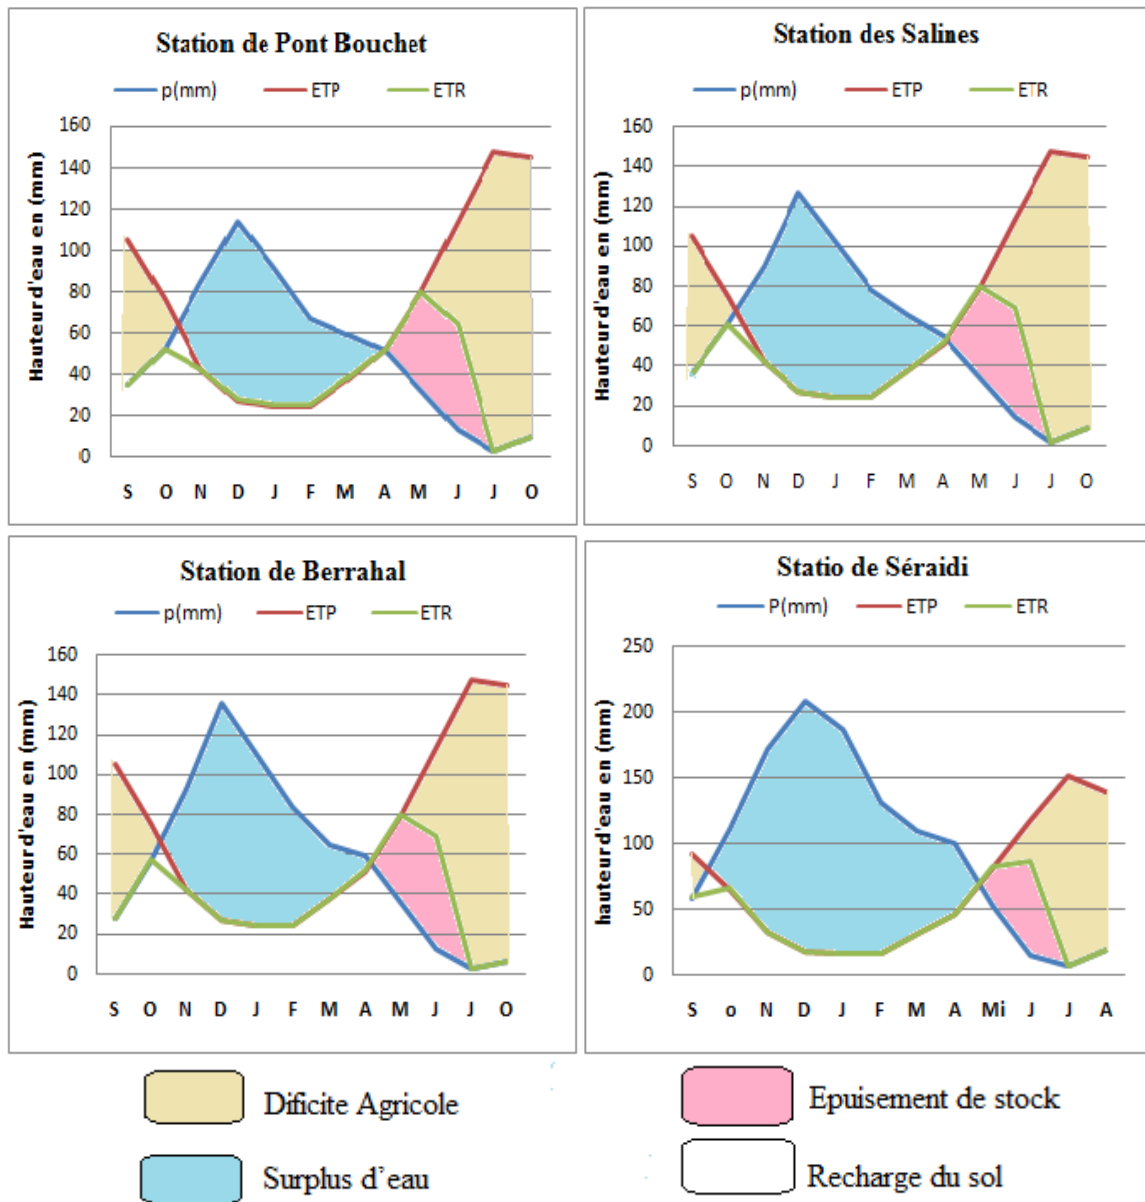 Station de Pont Bouchet
p(mm) ETP ETR
Hauteurd'eau en (mm)
160
140
120
100
80
60
40
20
0
S O N D J F M A M J J O
Station des Salines
p(mm) ETP ETR
Hauteurd'eau en (mm)
160
140
120
100
80
60
40
20
0
S O N D J F M A M J J O
Station de Berrahal
p(mm) ETP ETR
Hauteurd'eau en (mm)
160
140
120
100
80
60
40
20
0
S O N D J F M A M J J O
Statio de Séraidi
P(mm) ETP ETR
hauteurd'eau en (mm)
250
200
150
100
50
0
S o N D J F M A Mi J J A
Dificite Agricole
Epuisement de stock
Surplus d'eau
Recharge du sol